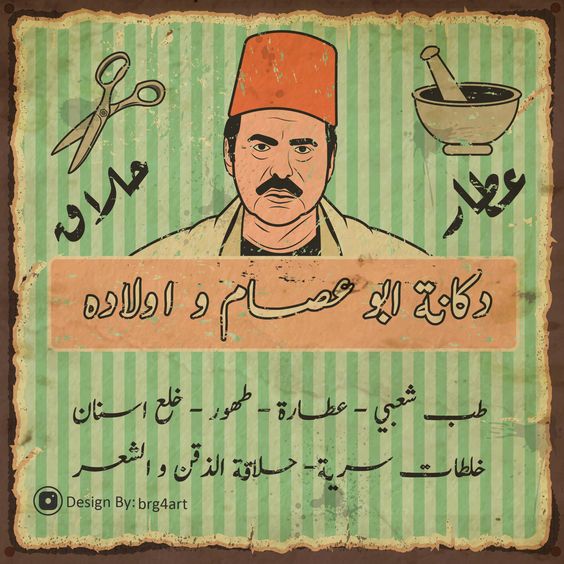 عطار
حلاق
دكانة ابو عصام و اولاده
طب شعبي - عطارة - طهور - خلع اسنان
خلطات سرية - حلاقة الذقن و الشعر
Design By: brg4art